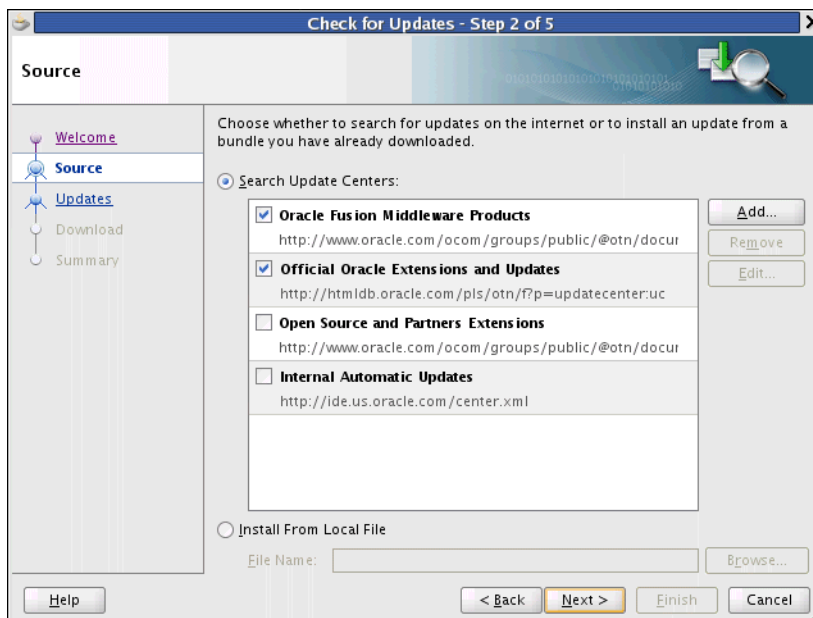 Check for Updates - Step 2 of 5
Source
Welcome
Source
Updates
Download
Summary
Choose whether to search for updates on the internet or to install an update from a
bundle you have already downloaded.
Search Update Centers:
Oracle Fusion Middleware Products
http://www.oracle.com/ocom/groups/public/@otn/docur
Official Oracle Extensions and Updates
http://htmldb.oracle.com/pls/otn/f?p=updatecenter:uc
Open Source and Partners Extensions
http://www.oracle.com/ocom/groups/public/@otn/docur
Internal Automatic Updates
http://ide.us.oracle.com/center.xml
Add...
Remove
Edit...
Install From Local File
File Name:
Browse...
Help
< Back
Next >
Finish
Cancel